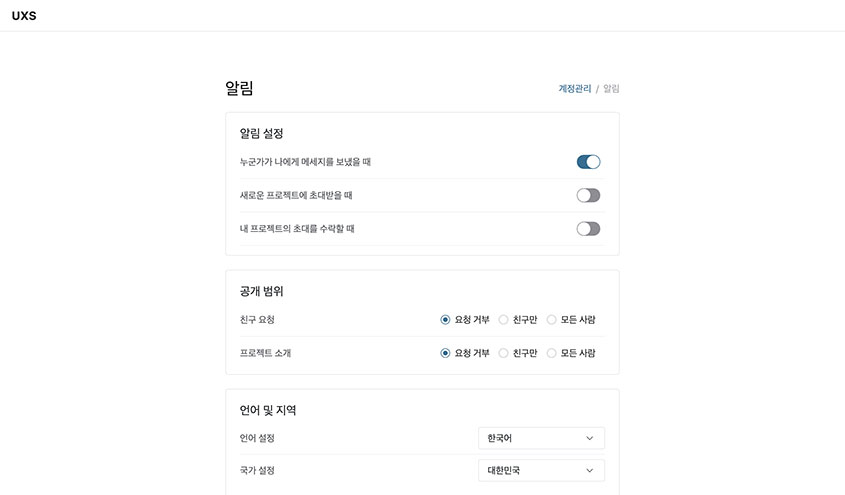 UXS
알림
계정관리 / 알림
알림 설정
누군가가 나에게 메세지를 보냈을 때
새로운 프로젝트에 초대받을 때
내 프로젝트의 초대를 수락할 때
공개 범위
친구 요청 요청 거부 친구만 모든 사람
프로젝트 소개 요청 거부 친구만 모든 사람
언어 및 지역
언어 설정 한국어
국가 설정 대한민국